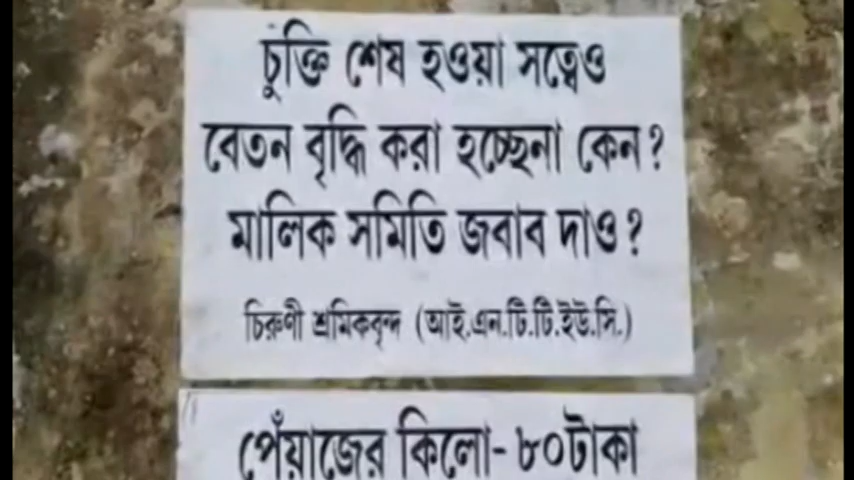 চুক্তি শেষ হওয়া সত্বেও
বেতন বৃদ্ধি করা হচ্ছেনা কেন?
মালিক সমিতি জবাব দাও?
চিরুণী শ্রমিকবৃন্দ (আই.এন.টি.টি.ইউ.সি.)
পেঁয়াজের কিলো- ৮০টাকা